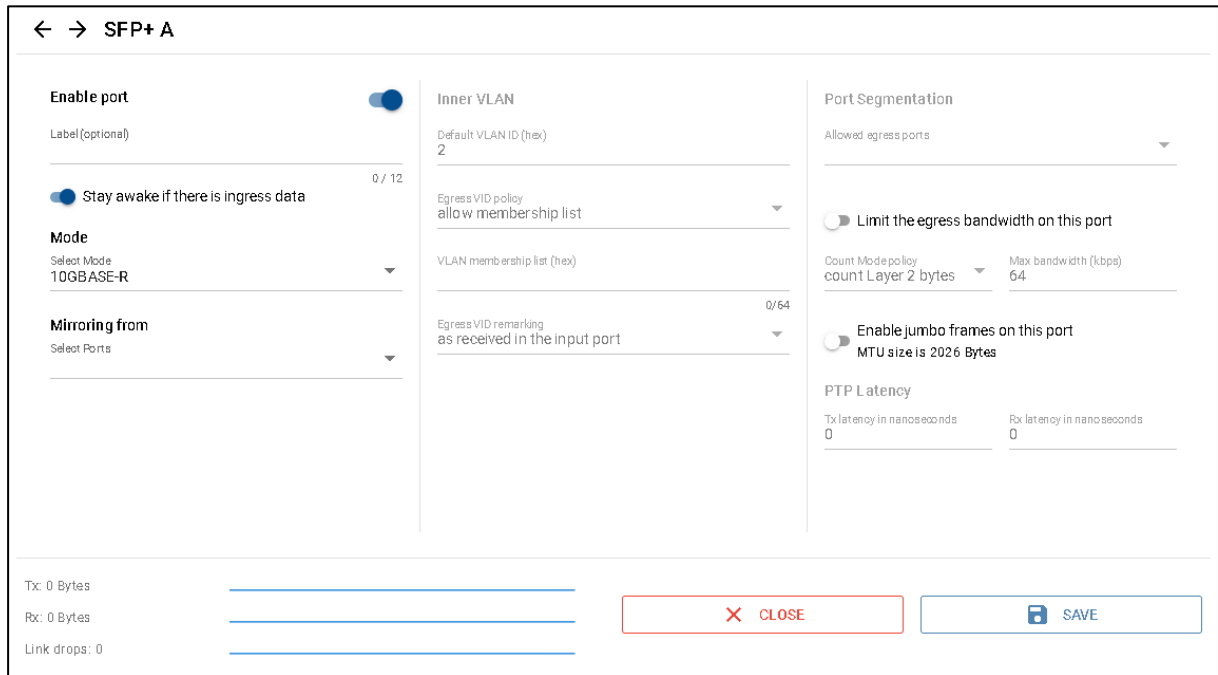 SFP+ A
Enable port
Label (optional)
0 / 12
Stay awake if there is ingress data
Mode
Select Mode
10GBASE-R
Mirroring from
Select Ports
Inner VLAN
Default VLAN ID (hex)
2
Egress VID policy
allow membership list
VLAN membership list (hex)
0/64
Egress VID remarking
as received in the input port
Port Segmentation
Allowed egress ports
Limit the egress bandwidth on this port
Count Mode policy
count Layer 2 bytes
Max bandwidth (kbps)
64
Enable jumbo frames on this port
MTU size is 2026 Bytes
PTP Latency
Tx latency in nanoseconds
0
Rx latency in nanoseconds
0
Tx: 0 Bytes
Rx: 0 Bytes
Link drops: 0
CLOSE
SAVE